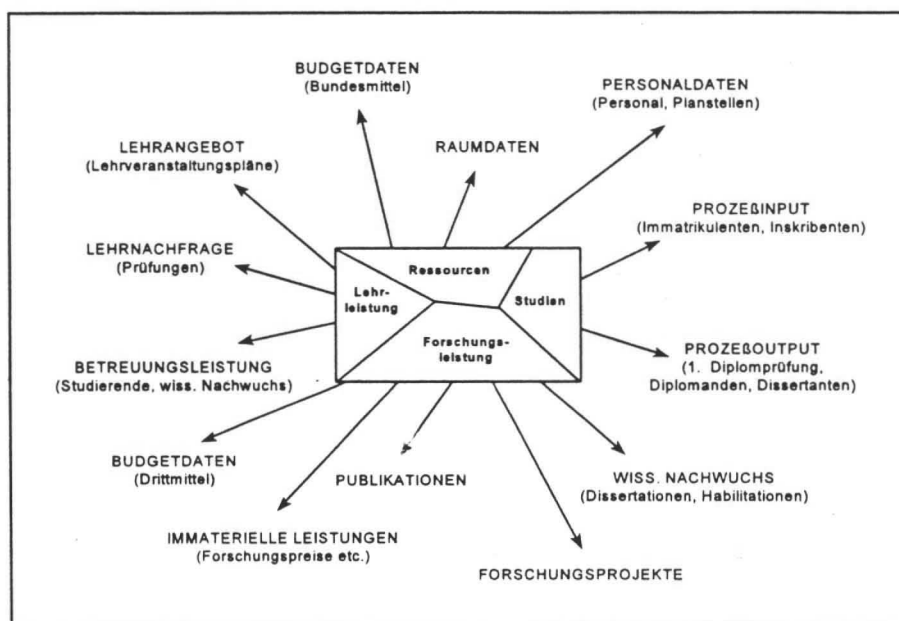 BUDGETDATEN
(Bundesmittel)
PERSONALDATEN
(Personal, Planstellen)
LEHRANGEBOT
(Lehrveranstaltungspläne)
RAUMDATEN
PROZEßINPUT
(Immatrikulenten, Inskribenten)
LEHRNACHFRAGE
(Prüfungen)
Ressourcen
Lehr-
leistung
Studien
Forschungs-
leistung
BETREUUNGSLEISTUNG
(Studierende, wiss. Nachwuchs)
PROZEßOUTPUT
(1. Diplomprüfung,
Diplomanden, Dissertanten)
BUDGETDATEN
(Drittmittel)
PUBLIKATIONEN
WISS. NACHWUCHS
(Dissertationen, Habilitationen)
IMMATERIELLE LEISTUNGEN
(Forschungspreise etc.)
FORSCHUNGSPROJEKTE